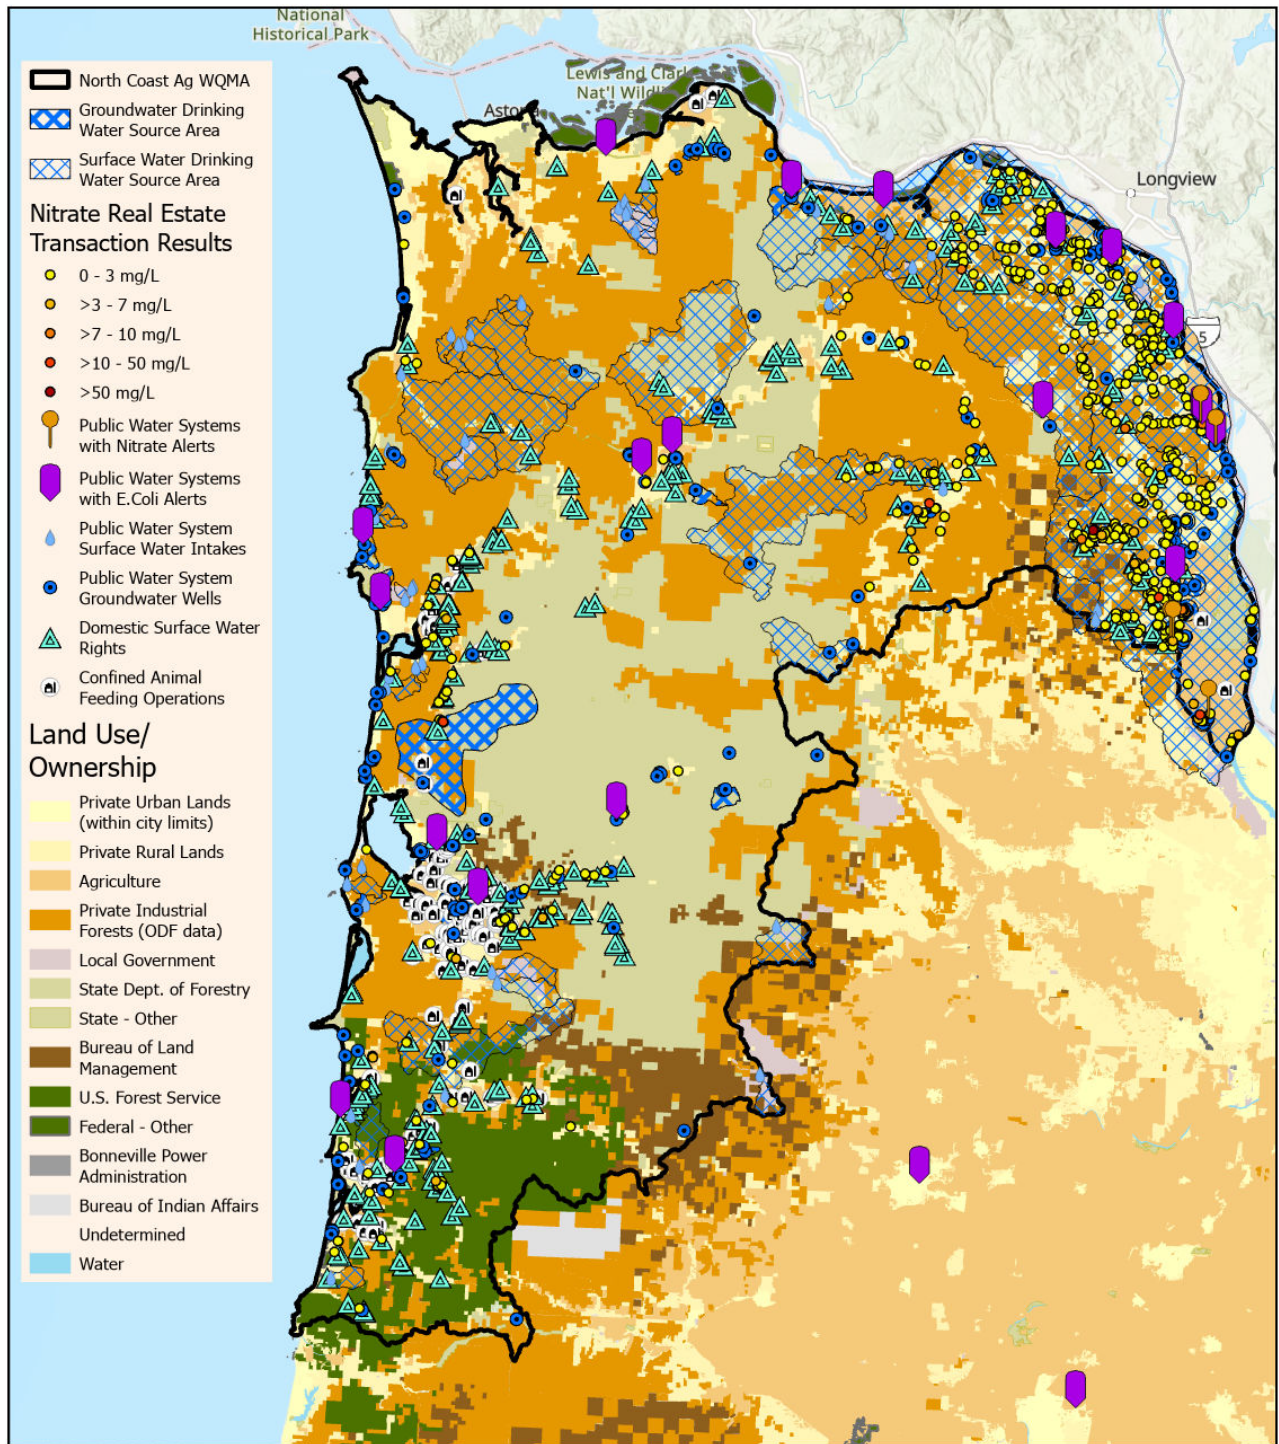 National
Historical Park
Lewis and Clark
Nat'l Wildli
Astoria
Longview
5
North Coast Ag WQMA
Groundwater Drinking
Water Source Area
Surface Water Drinking
Water Source Area
Nitrate Real Estate
Transaction Results
0 - 3 mg/L
>3 - 7 mg/L
>7 - 10 mg/L
>10 - 50 mg/L
>50 mg/L
Public Water Systems
with Nitrate Alerts
Public Water Systems
with E.Coli Alerts
Public Water System
Surface Water Intakes
Public Water System
Groundwater Wells
Domestic Surface Water
Rights
Confined Animal
Feeding Operations
Land Use/
Ownership
Private Urban Lands
(within city limits)
Private Rural Lands
Agriculture
Private Industrial
Forests (ODF data)
Local Government
State Dept. of Forestry
State - Other
Bureau of Land
Management
U.S. Forest Service
Federal - Other
Bonneville Power
Administration
Bureau of Indian Affairs
Undetermined
Water